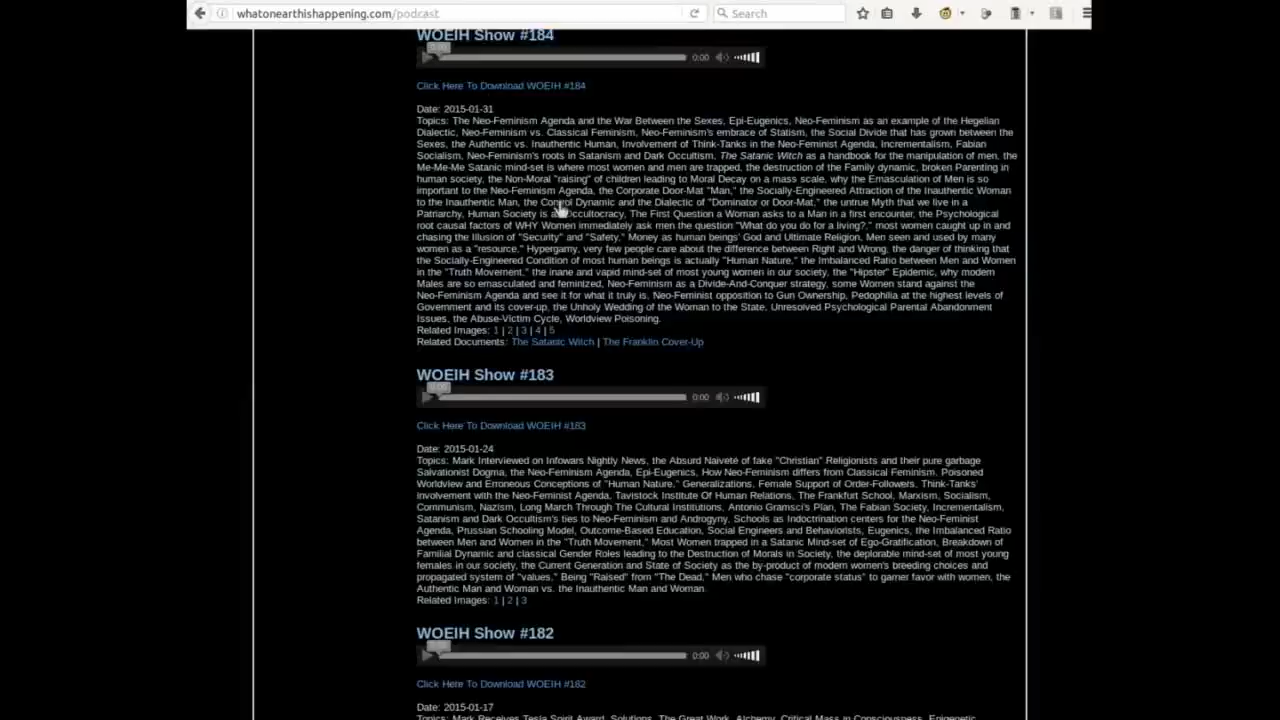 whatonearthishappening.com/podcast
Search
WOEIH Show #184
0:00
0:00
Click Here To Download WOEIH #184
Date: 2015-01-31
Topics: The Neo-Feminism Agenda and the War Between the Sexes, Epi-Eugenics, Neo-Feminism as an example of the Hegelian
Dialectic, Neo-Feminism vs. Classical Feminism, Neo-Feminism's embrace of Statism, the Social Divide that has grown between the
Sexes, the Authentic vs. Inauthentic Human, Involvement of Think-Tanks in the Neo-Feminist Agenda, Incrementalism, Fabian
Socialism, Neo-Feminism's roots in Satanism and Dark Occultism, The Satanic Witch as a handbook for the manipulation of men, the
Me-Me-Me Satanic mind-set is where most women and men are trapped, the destruction of the Family dynamic, broken Parenting in
human society, the Non-Moral "raising" of children leading to Moral Decay on a mass scale, why the Emasculation of Men is so
important to the Neo-Feminism Agenda, the Corporate Door-Mat "Man," the Socially-Engineered Attraction of the Inauthentic Woman
to the Inauthentic Man, the Control Dynamic and the Dialectic of "Dominator or Door-Mat," the untrue Myth that we live in a
Patriarchy, Human Society is a Occultocracy, The First Question a Woman asks to a Man in a first encounter, the Psychological
root causal factors of WHY Women immediately ask men the question "What do you do for a living?," most women caught up in and
chasing the Illusion of "Security" and "Safety," Money as human beings' God and Ultimate Religion, Men seen and used by many
women as a "resource," Hypergamy, very few people care about the difference between Right and Wrong, the danger of thinking that
the Socially-Engineered Condition of most human beings is actually "Human Nature," the Imbalanced Ratio between Men and Women
in the "Truth Movement," the inane and vapid mind-set of most young women in our society, the "Hipster" Epidemic, why modern
Males are so emasculated and feminized, Neo-Feminism as a Divide-And-Conquer strategy, some Women stand against the
Neo-Feminism Agenda and see it for what it truly is, Neo-Feminist opposition to Gun Ownership, Pedophilia at the highest levels of
Government and its cover-up, the Unholy Wedding of the Woman to the State, Unresolved Psychological Parental Abandonment
Issues, the Abuse-Victim Cycle, Worldview Poisoning.
Related Images: 1 | 2 | 3 | 4 | 5
Related Documents: The Satanic Witch | The Franklin Cover-Up
WOEIH Show #183
0:00
0:00
Click Here To Download WOEIH #183
Date: 2015-01-24
Topics: Mark Interviewed on Infowars Nightly News, the Absurd Naiveté of fake "Christian" Religionists and their pure garbage
Salvationist Dogma, the Neo-Feminism Agenda, Epi-Eugenics, How Neo-Feminism differs from Classical Feminism, Poisoned
Worldview and Erroneous Conceptions of "Human Nature," Generalizations, Female Support of Order-Followers, Think-Tanks'
involvement with the Neo-Feminist Agenda, Tavistock Institute Of Human Relations, The Frankfurt School, Marxism, Socialism,
Communism, Nazism, Long March Through The Cultural Institutions, Antonio Gramsci's Plan, The Fabian Society, Incrementalism,
Satanism and Dark Occultism's ties to Neo-Feminism and Androgyny, Schools as Indoctrination centers for the Neo-Feminist
Agenda, Prussian Schooling Model, Outcome-Based Education, Social Engineers and Behaviorists, Eugenics, the Imbalanced Ratio
between Men and Women in the "Truth Movement," Most Women trapped in a Satanic Mind-set of Ego-Gratification, Breakdown of
Familial Dynamic and classical Gender Roles leading to the Destruction of Morals in Society, the deplorable mind-set of most young
females in our society, the Current Generation and State of Society as the by-product of modern women's breeding choices and
propagated system of "values," Being "Raised" from "The Dead," Men who chase "corporate status" to garner favor with women, the
Authentic Man and Woman vs. the Inauthentic Man and Woman.
Related Images: 1 | 2 | 3
WOEIH Show #182
0:00
Click Here To Download WOEIH #182
Date: 2015-01-17
Topics: Mark Receives Tesla Spirit Award, Solutions, The Great Work, Alchemy, Critical Mass in Consciousness, Epigenetic